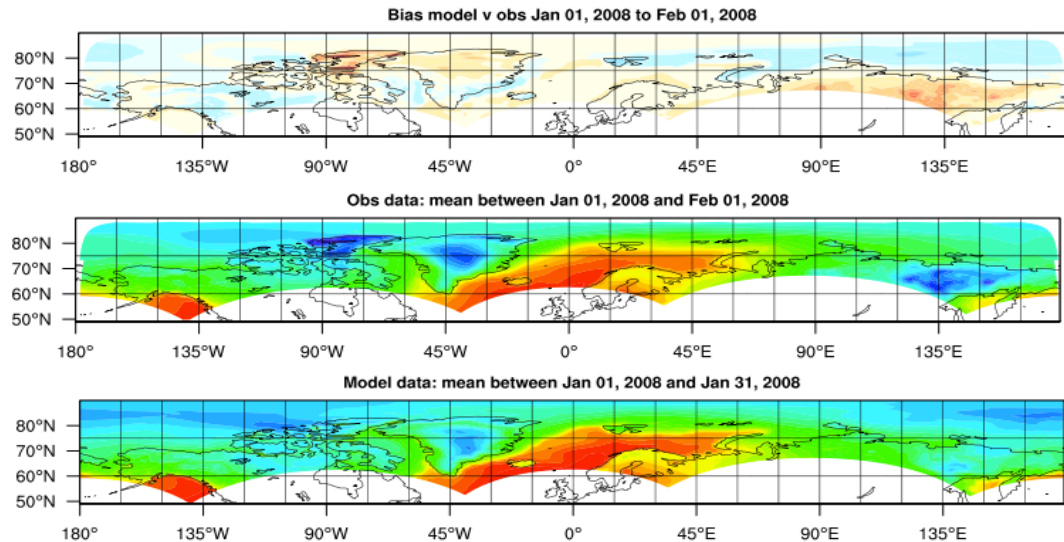 Bias model v obs Jan 01, 2008 to Feb 01, 2008
80°N
70°N
60°N
50°N
180° 135°W 90°W 45°W 0° 45°E 90°E 135°E
Obs data: mean between Jan 01, 2008 and Feb 01, 2008
80°N
70°N
60°N
50°N
180° 135°W 90°W 45°W 0° 45°E 90°E 135°E
Model data: mean between Jan 01, 2008 and Jan 31, 2008
80°N
70°N
60°N
50°N
180° 135°W 90°W 45°W 0° 45°E 90°E 135°E